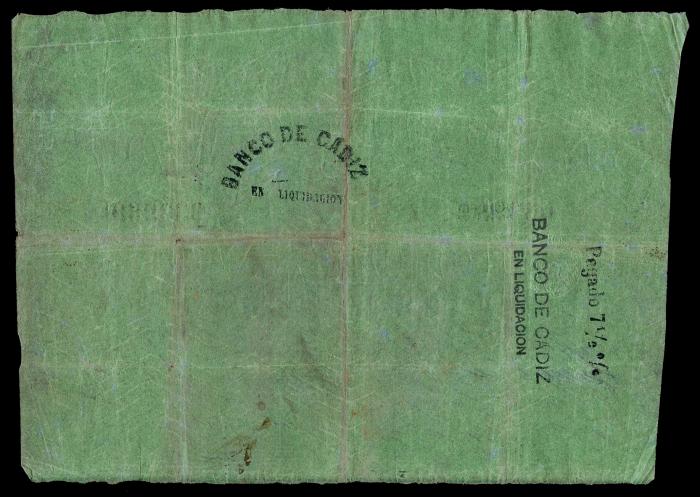 BANCO DE CADIZ
EN LIQUIDACION
BANCO DE CADIZ
EN LIQUIDACION
Pagado 7 1/2 o/o